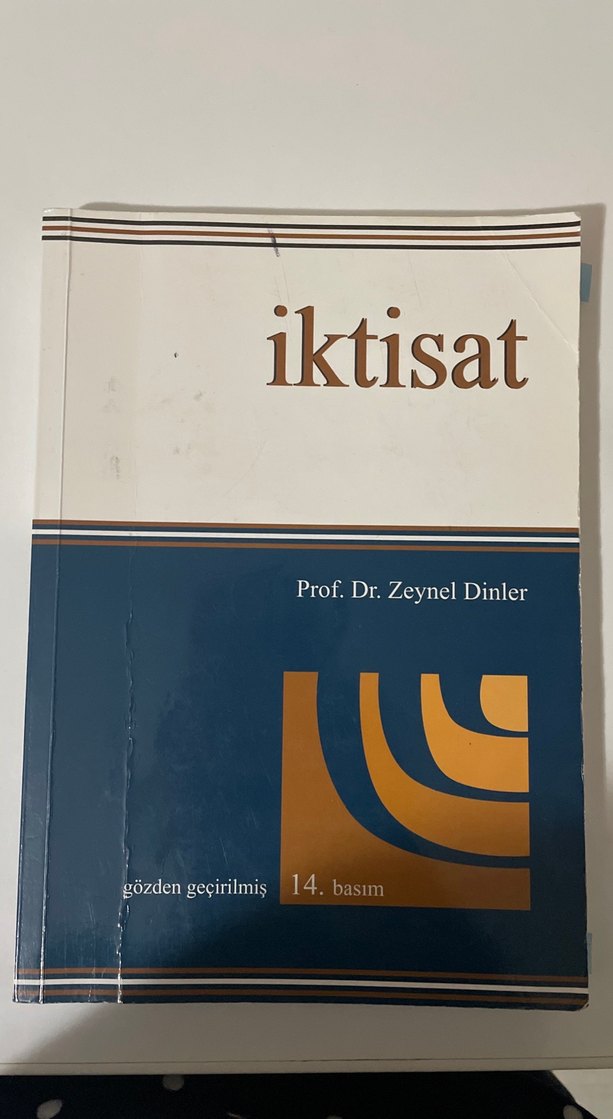 iktisat
Prof. Dr. Zeynel Dinler
gözden geçirilmiş 14. basım